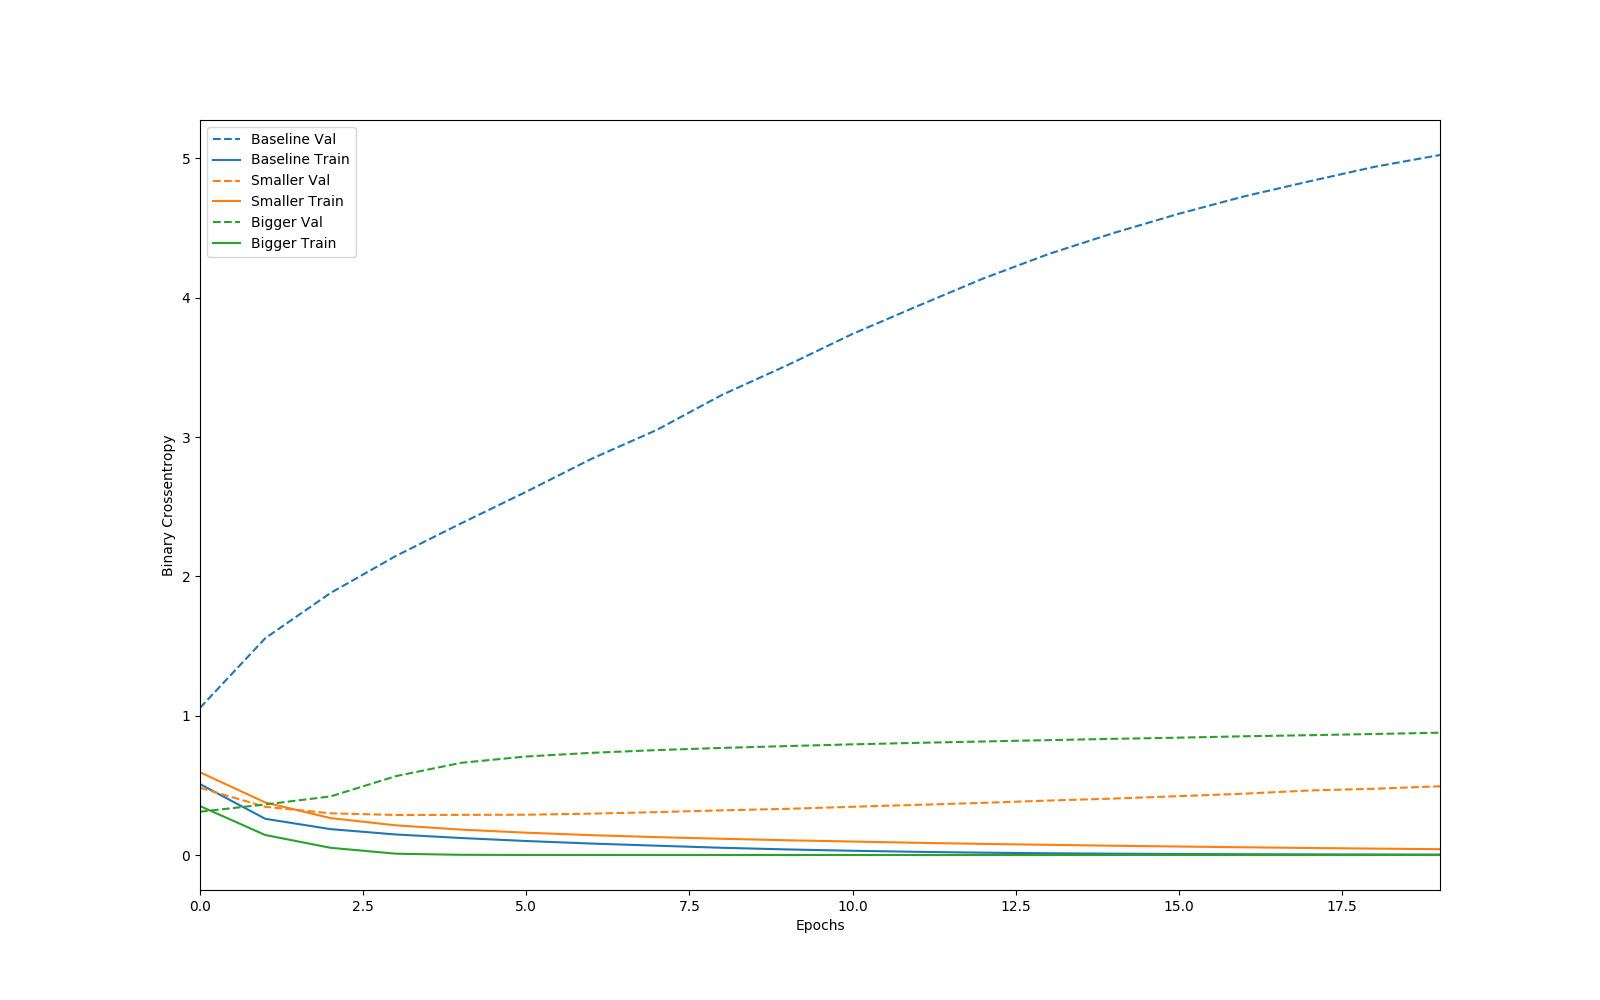 Baseline Val
Baseline Train
Smaller Val
Smaller Train
Bigger Val
Bigger Train
5
4
3
2
1
0
Binary Crossentropy
0.0 2.5 5.0 7.5 10.0 12.5 15.0 17.5
Epochs